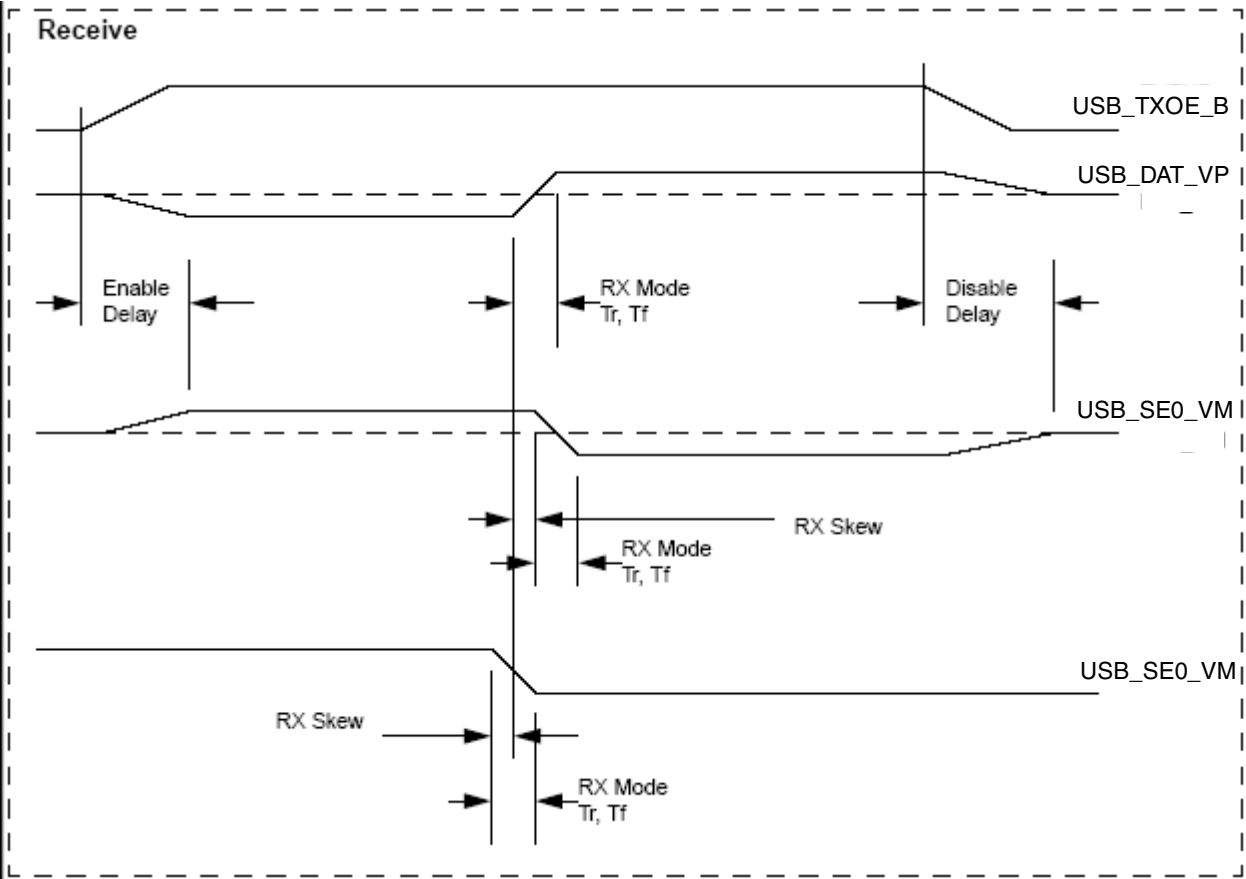 Receive
USB_TXOE_B
USB_DAT_VP
Enable
Delay
RX Mode
Tr, Tf
Disable
Delay
USB_SE0_VM
RX Skew
RX Mode
Tr, Tf
USB_SE0_VM
RX Skew
RX Mode
Tr, Tf